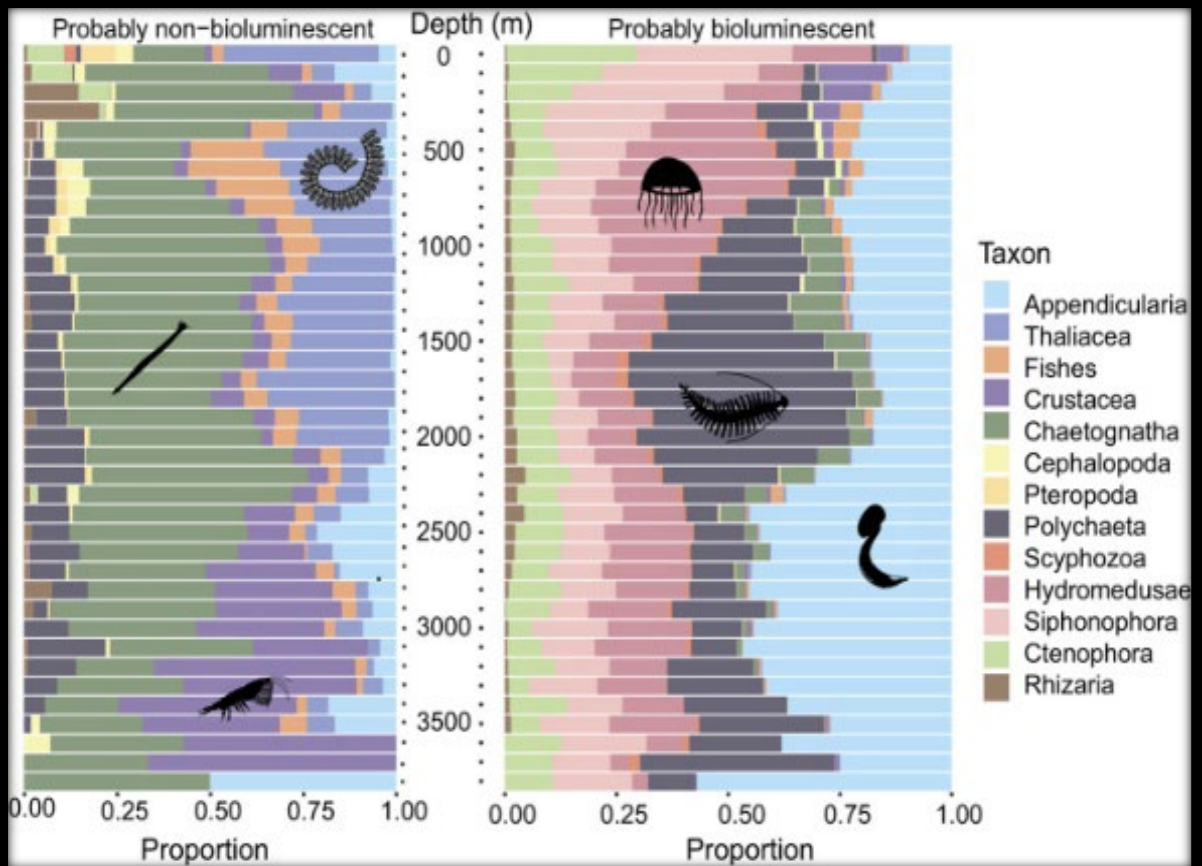 Probably non−bioluminescent
Depth (m)
Probably bioluminescent
0
500
1000
1500
2000
2500
3000
3500
0.00 0.25 0.50 0.75 1.00
Proportion
0.00 0.25 0.50 0.75 1.00
Proportion
Taxon
Appendicularia
Thaliacea
Fishes
Crustacea
Chaetognatha
Cephalopoda
Pteropoda
Polychaeta
Scyphozoa
Hydromedusae
Siphonophora
Ctenophora
Rhizaria